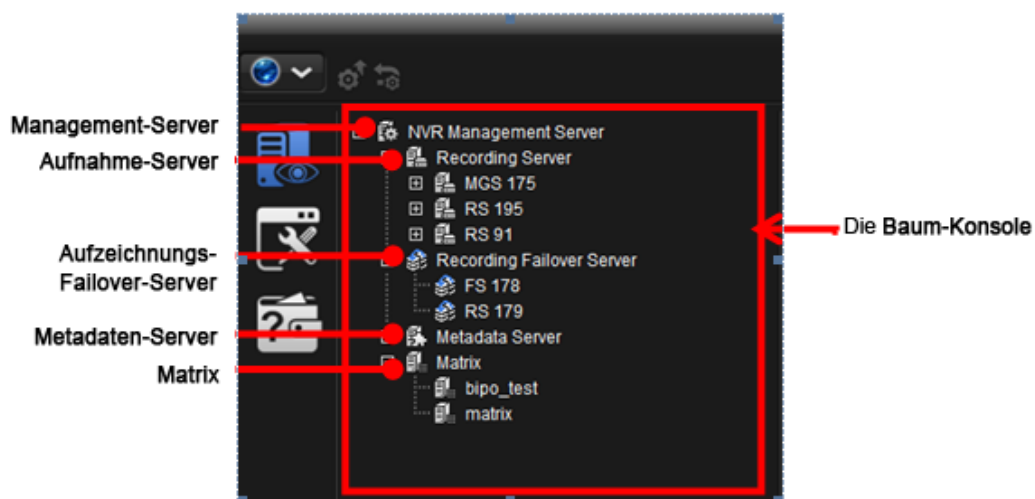 Management-Server
Aufnahme-Server
Aufzeichnungs-
Failover-Server
Metadaten-Server
Matrix
NVR Management Server
Recording Server
MGS 175
RS 195
RS 91
Recording Failover Server
FS 178
RS 179
Metadata Server
Matrix
bipo_test
matrix
?
Die Baum-Konsole